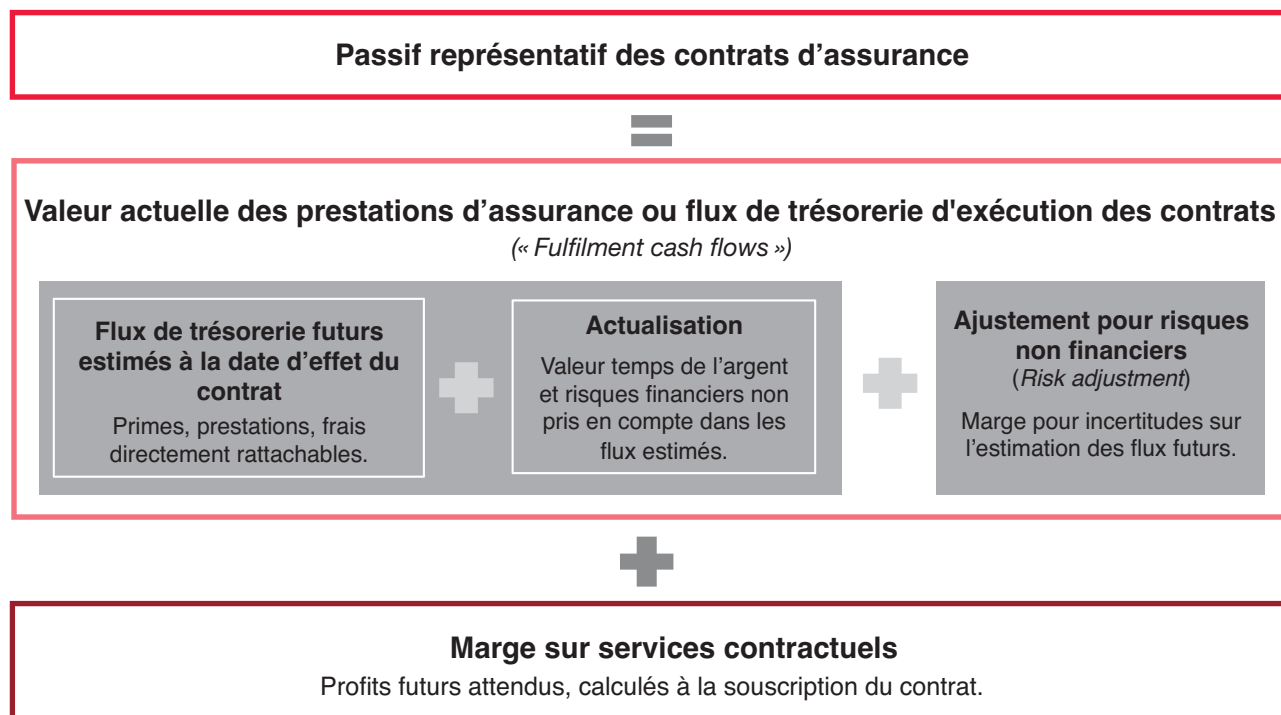 Passif représentatif des contrats d’assurance
=
Valeur actuelle des prestations d’assurance ou flux de trésorerie d'exécution des contrats
(« Fulfilment cash flows »)
Flux de trésorerie futurs
estimés à la date d’effet du
contrat
Primes, prestations, frais
directement rattachables.
+
Actualisation
Valeur temps de l’argent
et risques financiers non
pris en compte dans les
flux estimés.
+
Ajustement pour risques
non financiers
(Risk adjustment)
Marge pour incertitudes sur
l’estimation des flux futurs.
+
Marge sur services contractuels
Profits futurs attendus, calculés à la souscription du contrat.